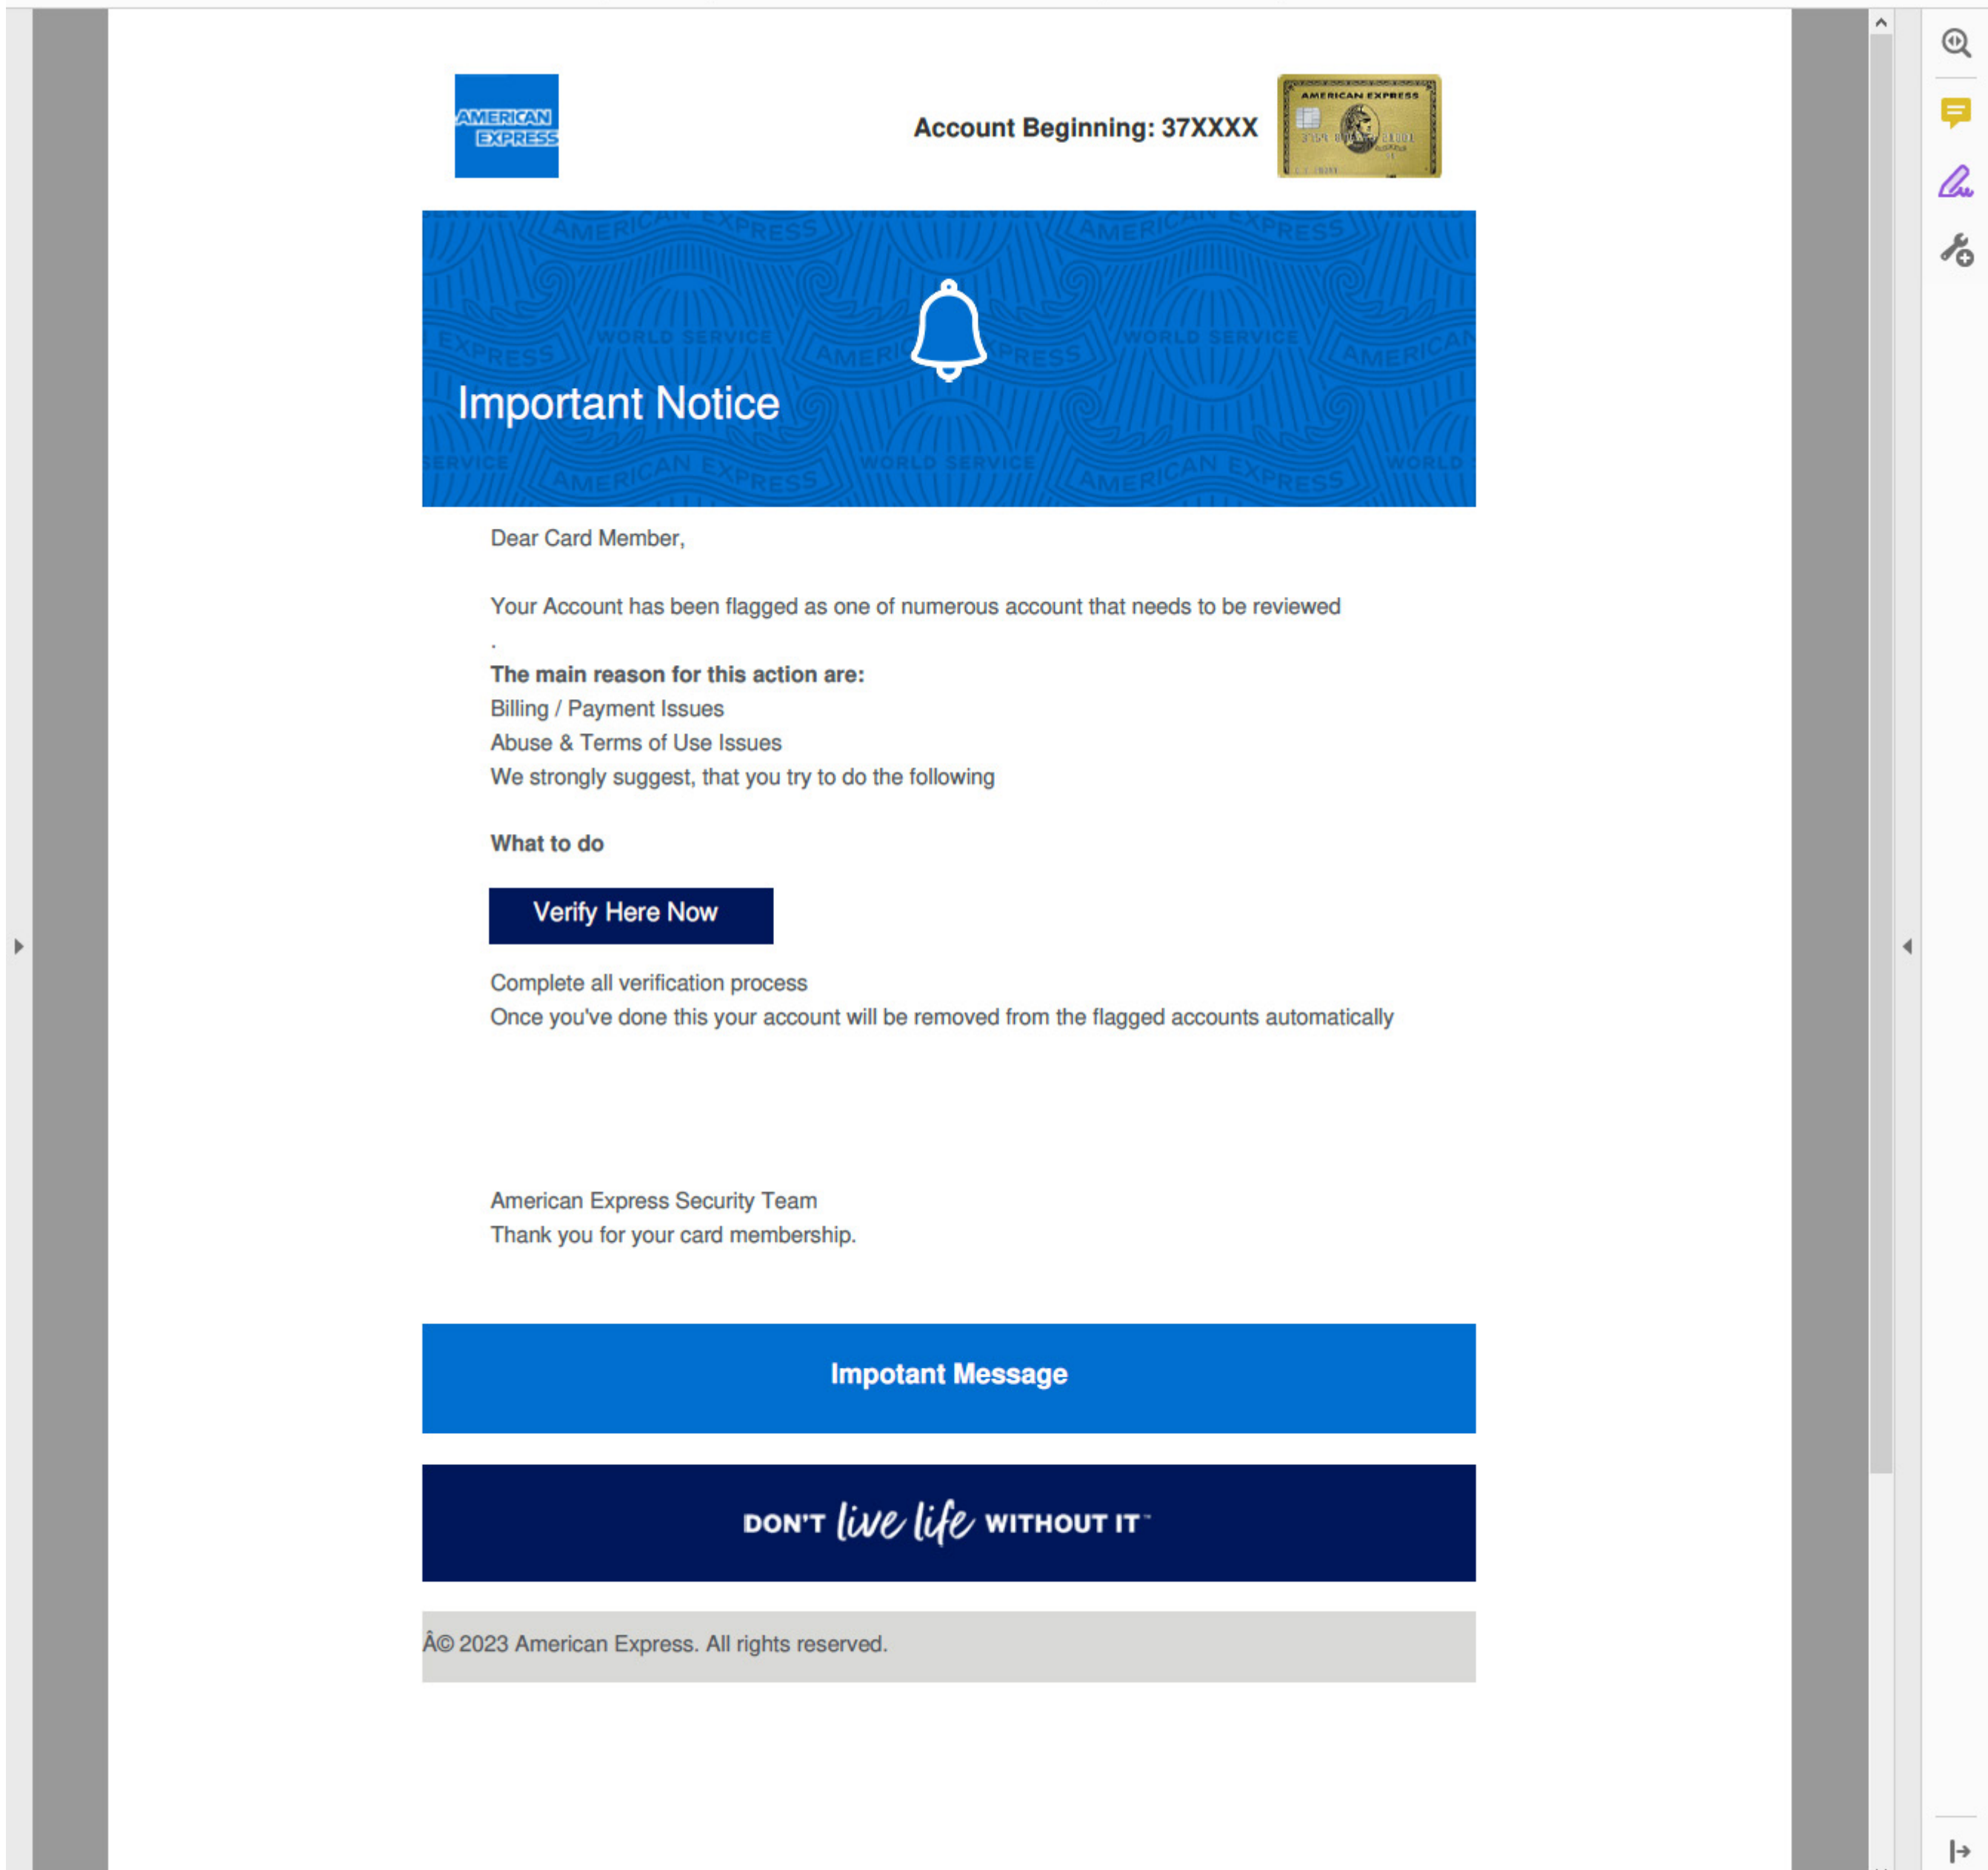 AMERICAN
EXPRESS
Account Beginning: 37XXXX
AMERICAN EXPRESS
Important Notice
Dear Card Member,
Your Account has been flagged as one of numerous account that needs to be reviewed
.
The main reason for this action are:
Billing / Payment Issues
Abuse & Terms of Use Issues
We strongly suggest, that you try to do the following
What to do
Verify Here Now
Complete all verification process
Once you've done this your account will be removed from the flagged accounts automatically
American Express Security Team
Thank you for your card membership.
Impotant Message
DON'T live life WITHOUT IT™
Â© 2023 American Express. All rights reserved.